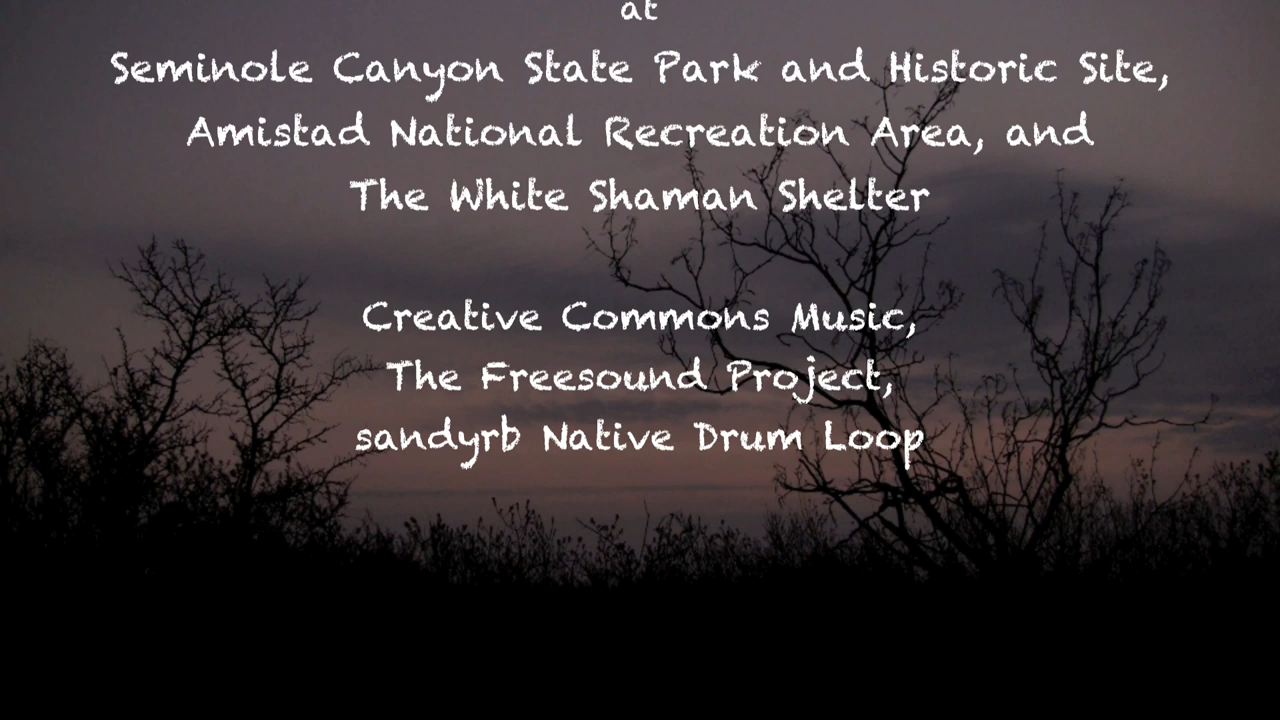 at
Seminole Canyon State Park and Historic Site,
Amistad National Recreation Area, and
The White Shaman Shelter
Creative Commons Music,
The Freesound Project,
sandyrb Native Drum Loop